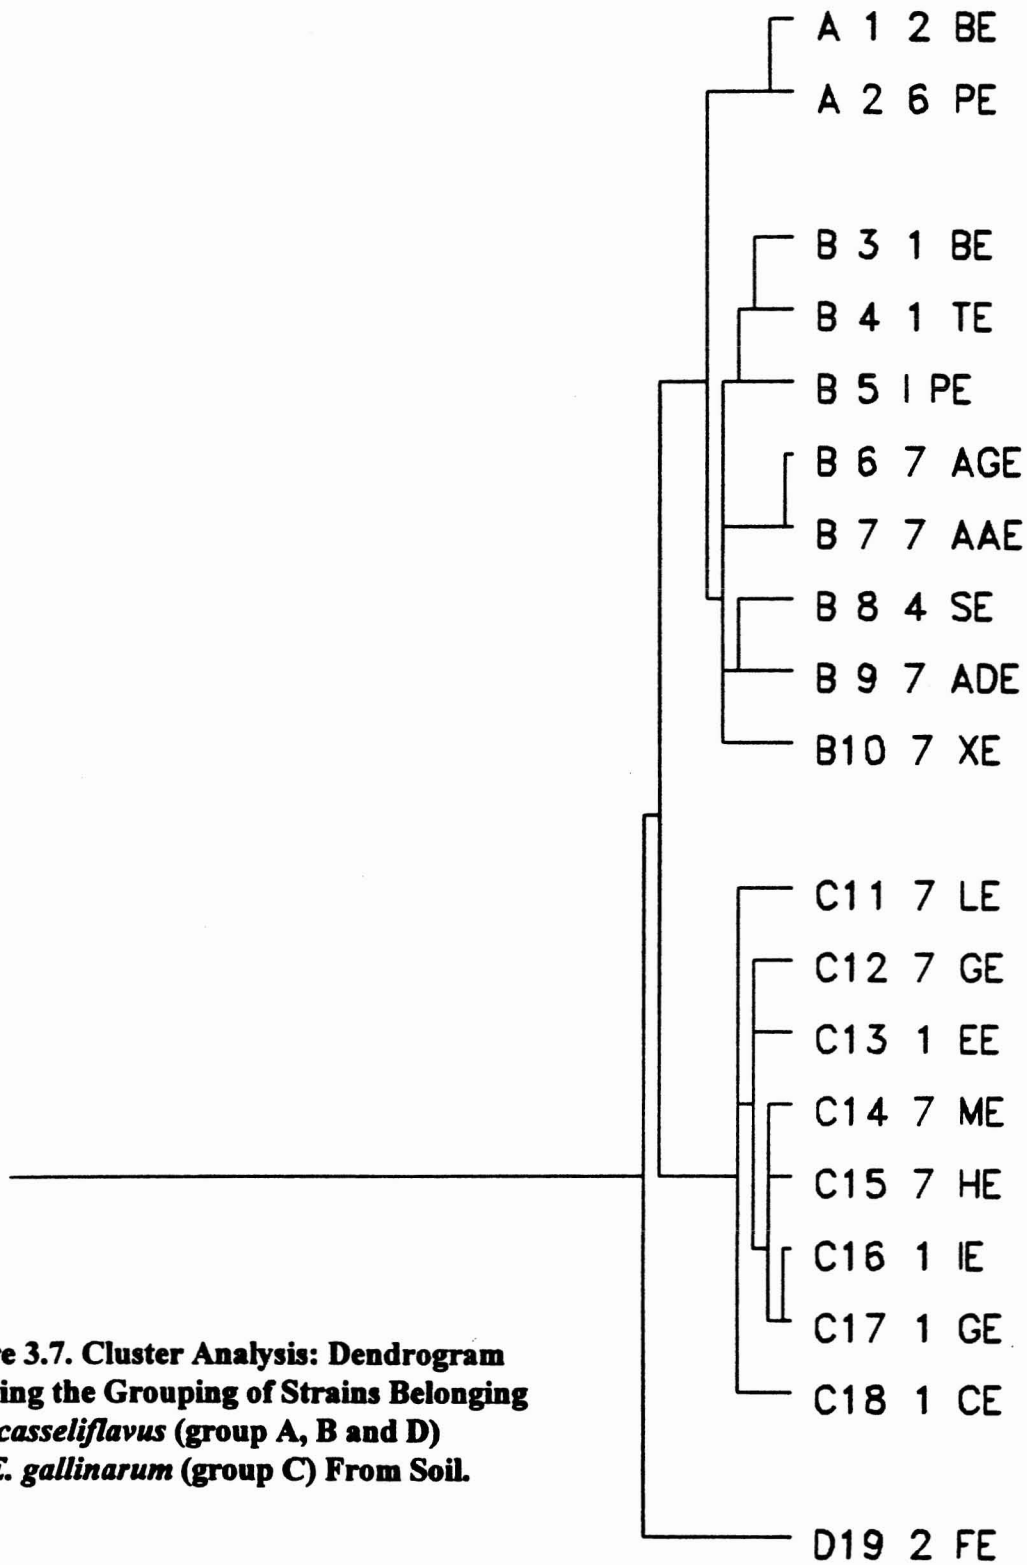 A 1 2 BE
A 2 6 PE
B 3 1 BE
B 4 1 TE
B 5 1 PE
B 6 7 AGE
B 7 7 AAE
B 8 4 SE
B 9 7 ADE
B10 7 XE
C11 7 LE
C12 7 GE
C13 1 EE
C14 7 ME
C15 7 HE
C16 1 IE
C17 1 GE
C18 1 CE
D19 2 FE
e 3.7. Cluster Analysis: Dendrogram
ing the Grouping of Strains Belonging
casseliflavus (group A, B and D)
E. gallinarum (group C) From Soil.